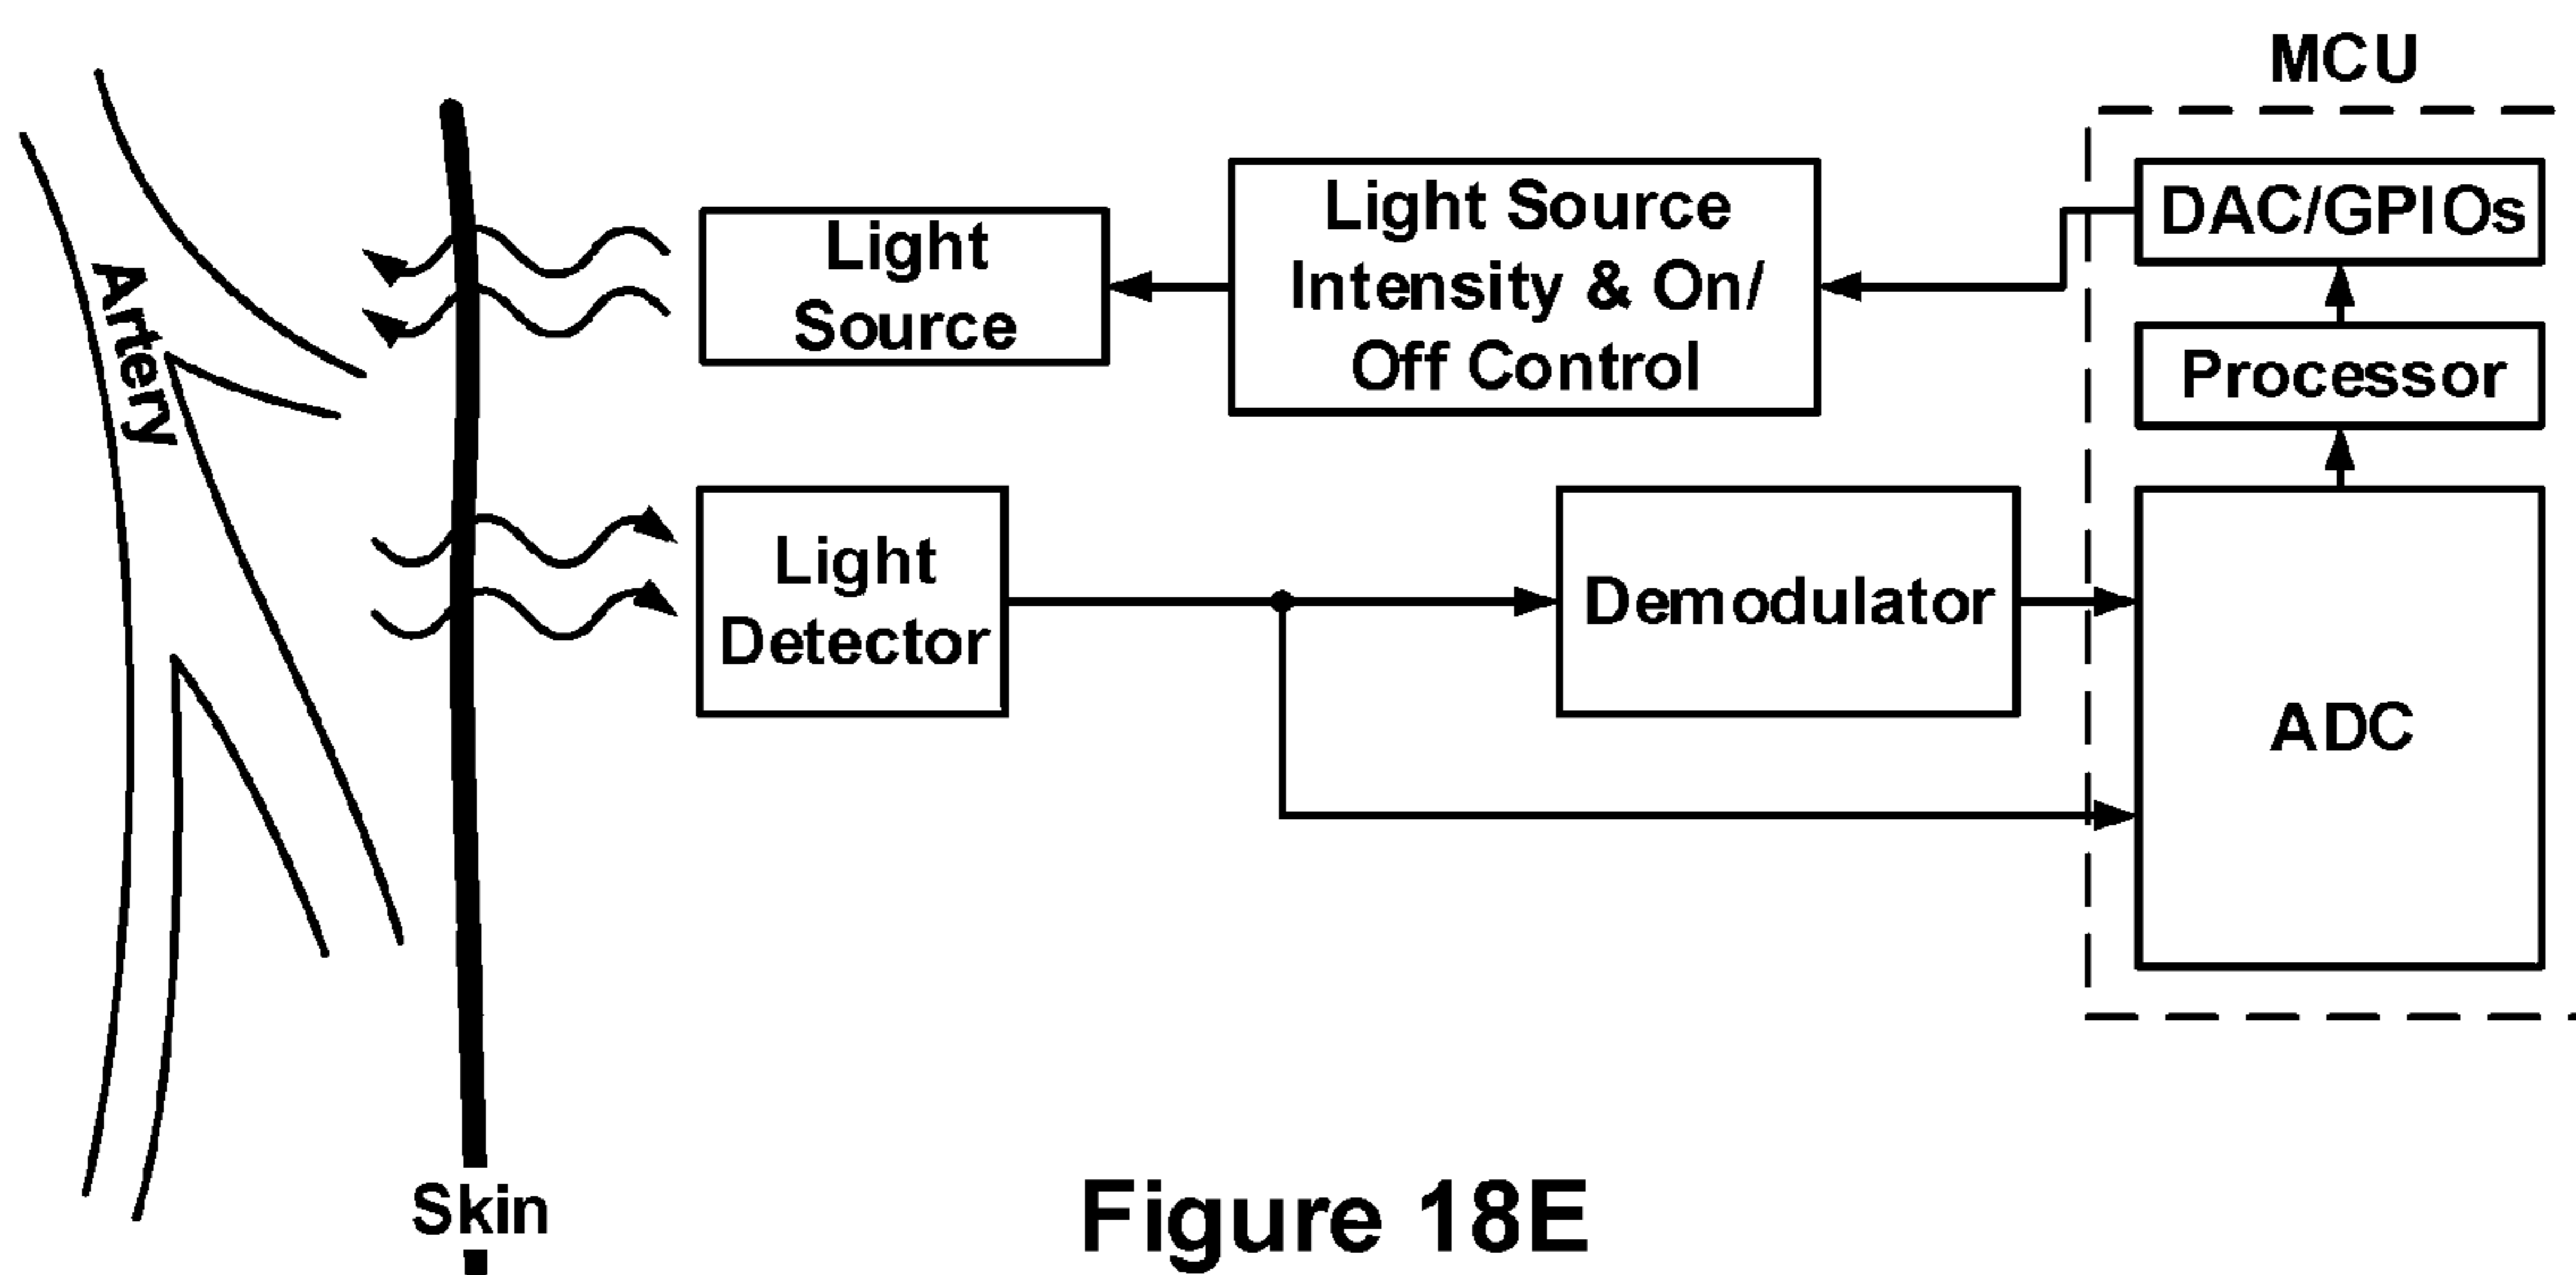 MCU
Light Source
Intensity & On/
Off Control
DAC/GPIOs
Light
Source
Artery
Processor
Light
Detector
Demodulator
ADC
Skin
Figure 18E